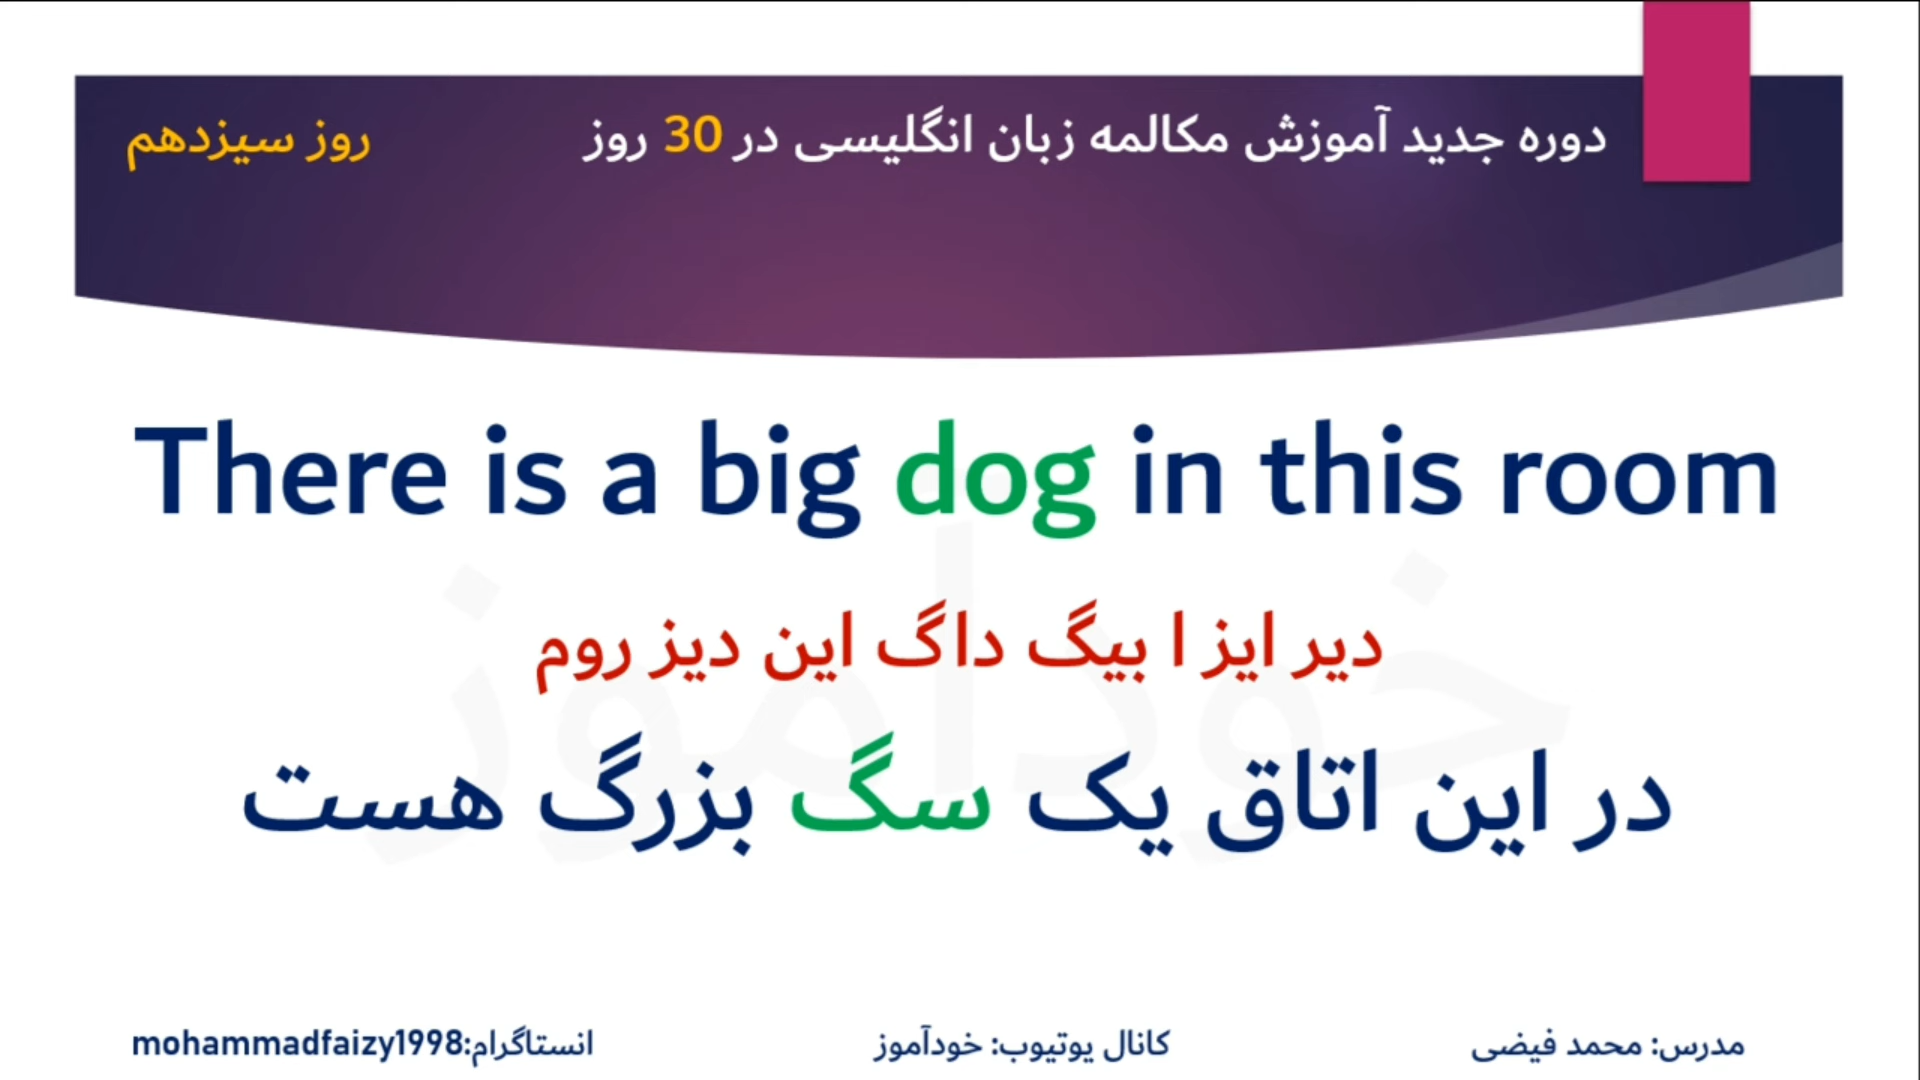 دوره جدید آموزش مکالمه زبان انگلیسی در 30 روز
روز سیزدهم
There is a big dog in this room
دیر ایز ا بیگ داگ این دیز روم
در این اتاق یک سگ بزرگ هست
خودآموز
مدرس: محمد فیضی
کانال یوتیوب: خودآموز
انستاگرام:mohammadfaizy1998